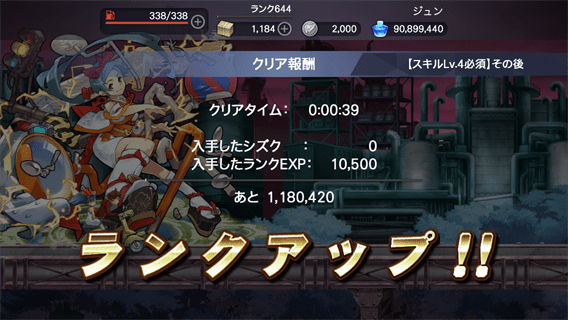 338/338
ランク644
1,184
2,000
ジュン
90,899,440
クリア報酬
【スキルLv.4必須】その後
クリアタイム： 0:00:39
入手したシズク ： 0
入手したランクEXP： 10,500
あと 1,180,420
ランクアップ!!